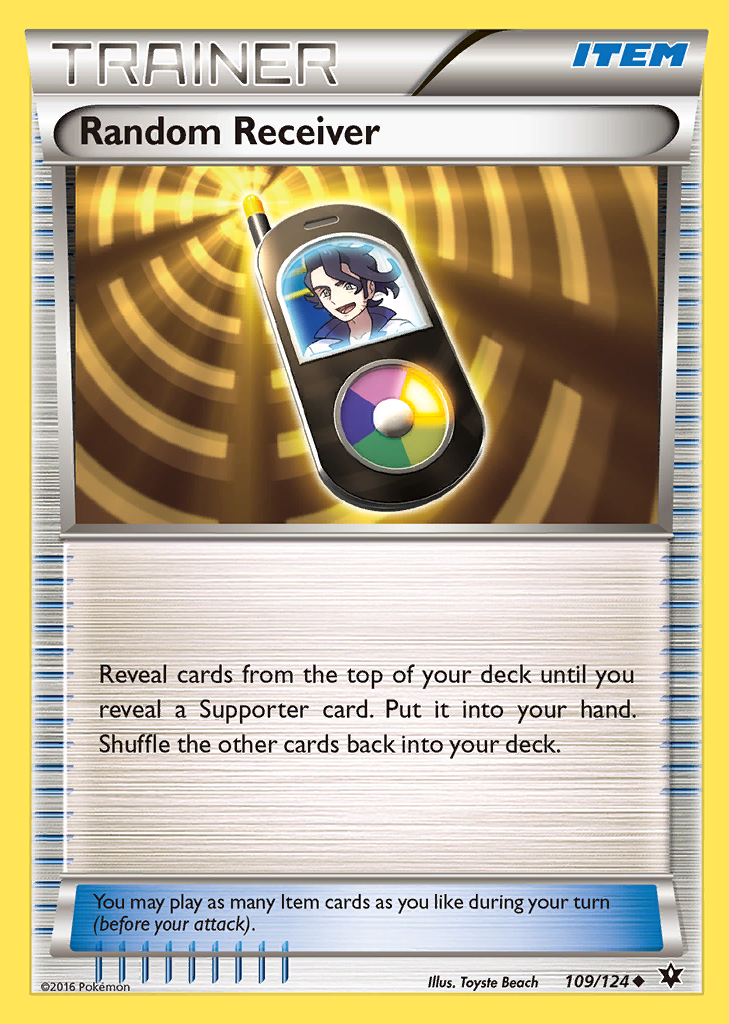 TRAINER
ITEM
Random Receiver
Reveal cards from the top of your deck until you
reveal a Supporter card. Put it into your hand.
Shuffle the other cards back into your deck.
You may play as many Item cards as you like during your turn
(before your attack).
©2016 Pokémon
Illus. Toyste Beach
109/124